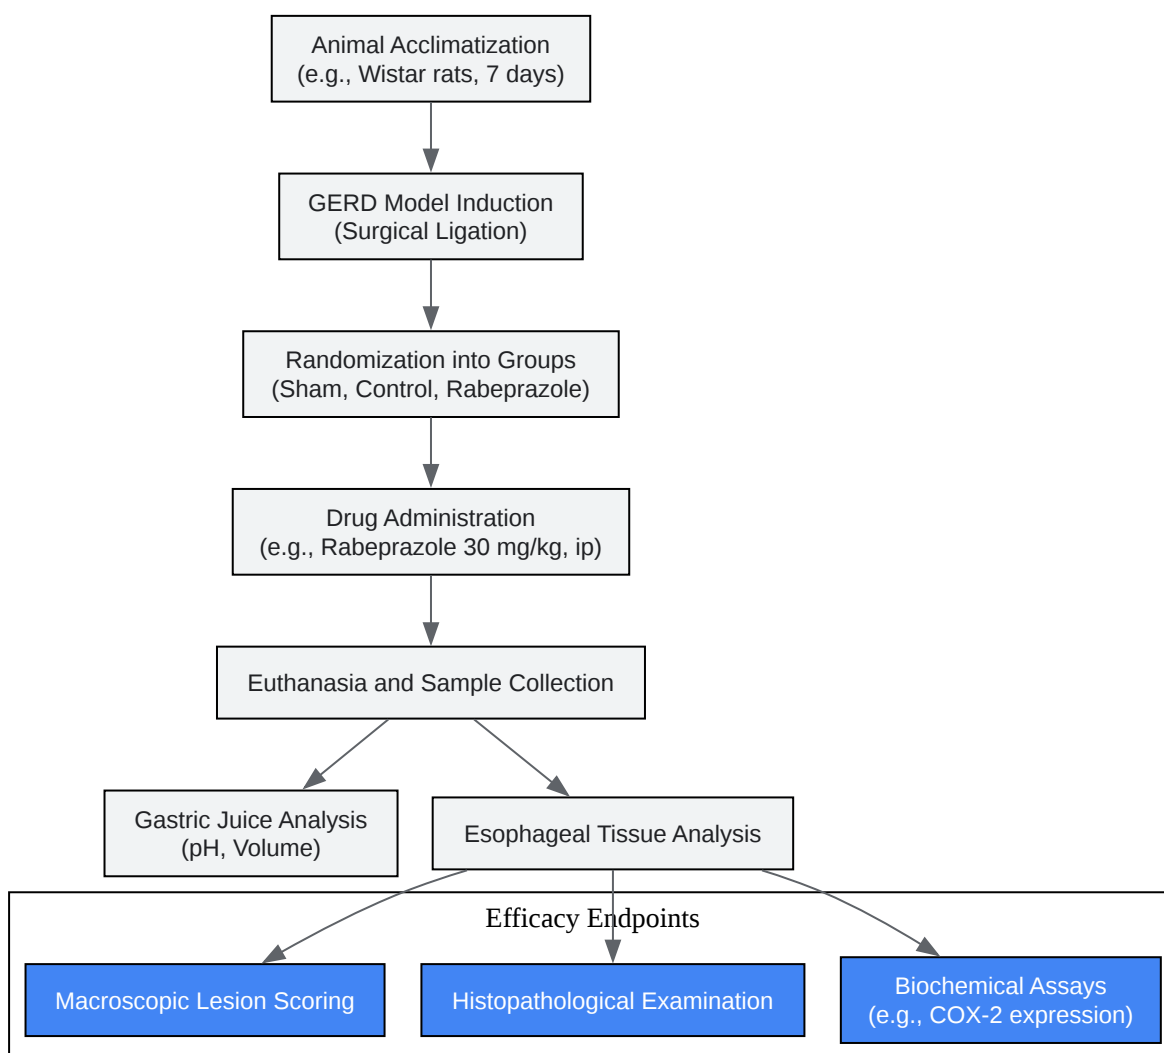 Animal Acclimatization
(e.g., Wistar rats, 7 days)
GERD Model Induction
(Surgical Ligation)
Randomization into Groups
(Sham, Control, Rabeprazole)
Drug Administration
(e.g., Rabeprazole 30 mg/kg, ip)
Euthanasia and Sample Collection
Gastric Juice Analysis
(pH, Volume)
Esophageal Tissue Analysis
Efficacy Endpoints
Macroscopic Lesion Scoring
Histopathological Examination
Biochemical Assays
(e.g., COX-2 expression)